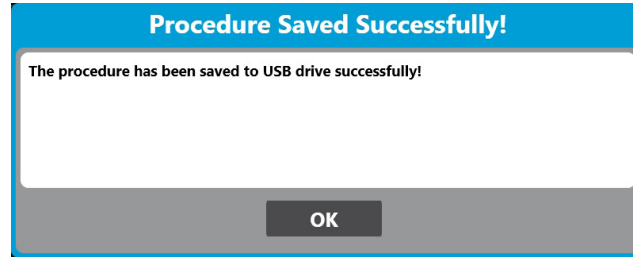 Procedure Saved Successfully!
The procedure has been saved to USB drive successfully!
OK